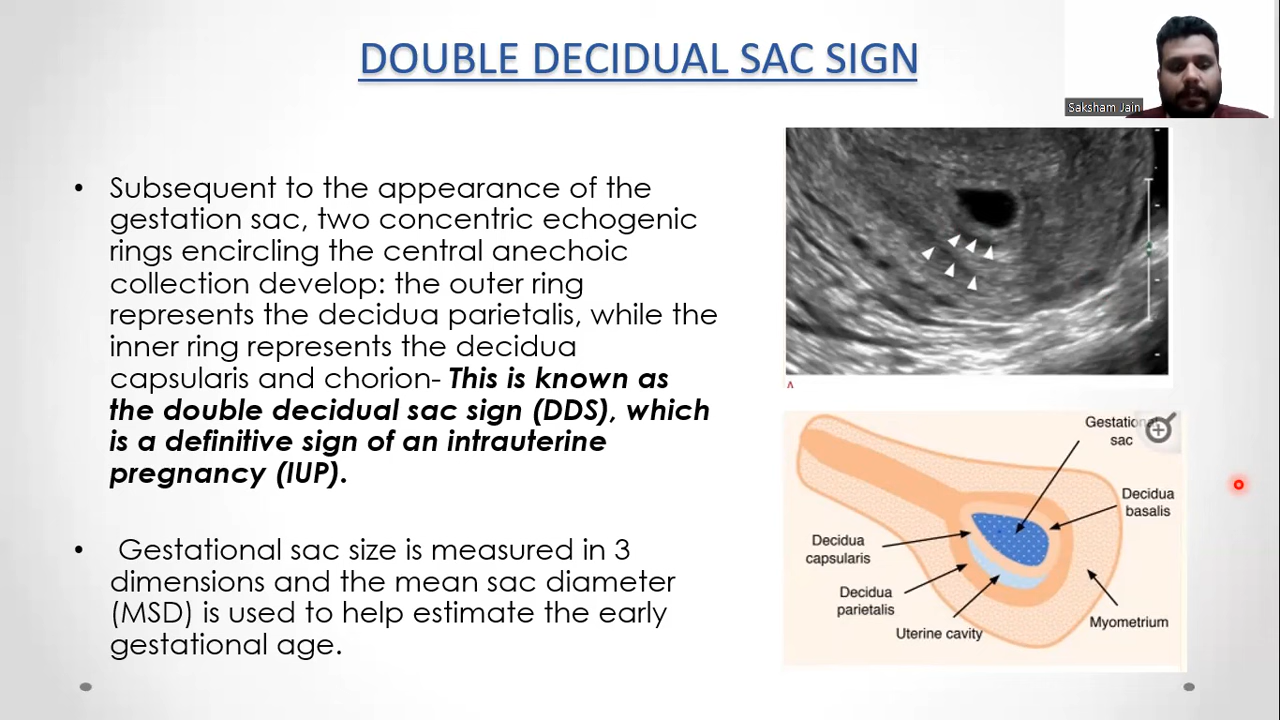 DOUBLE DECIDUAL SAC SIGN
Saksham Jain
• Subsequent to the appearance of the
gestation sac, two concentric echogenic
rings encircling the central anechoic
collection develop: the outer ring
represents the decidua parietalis, while the
inner ring represents the decidua
capsularis and chorion- This is known as
the double decidual sac sign (DDS), which
is a definitive sign of an intrauterine
pregnancy (IUP).
• Gestational sac size is measured in 3
dimensions and the mean sac diameter
(MSD) is used to help estimate the early
gestational age.
A
Gestational
sac
Decidua
basalis
Decidua
capsularis
Decidua
parietalis
Uterine cavity
Myometrium